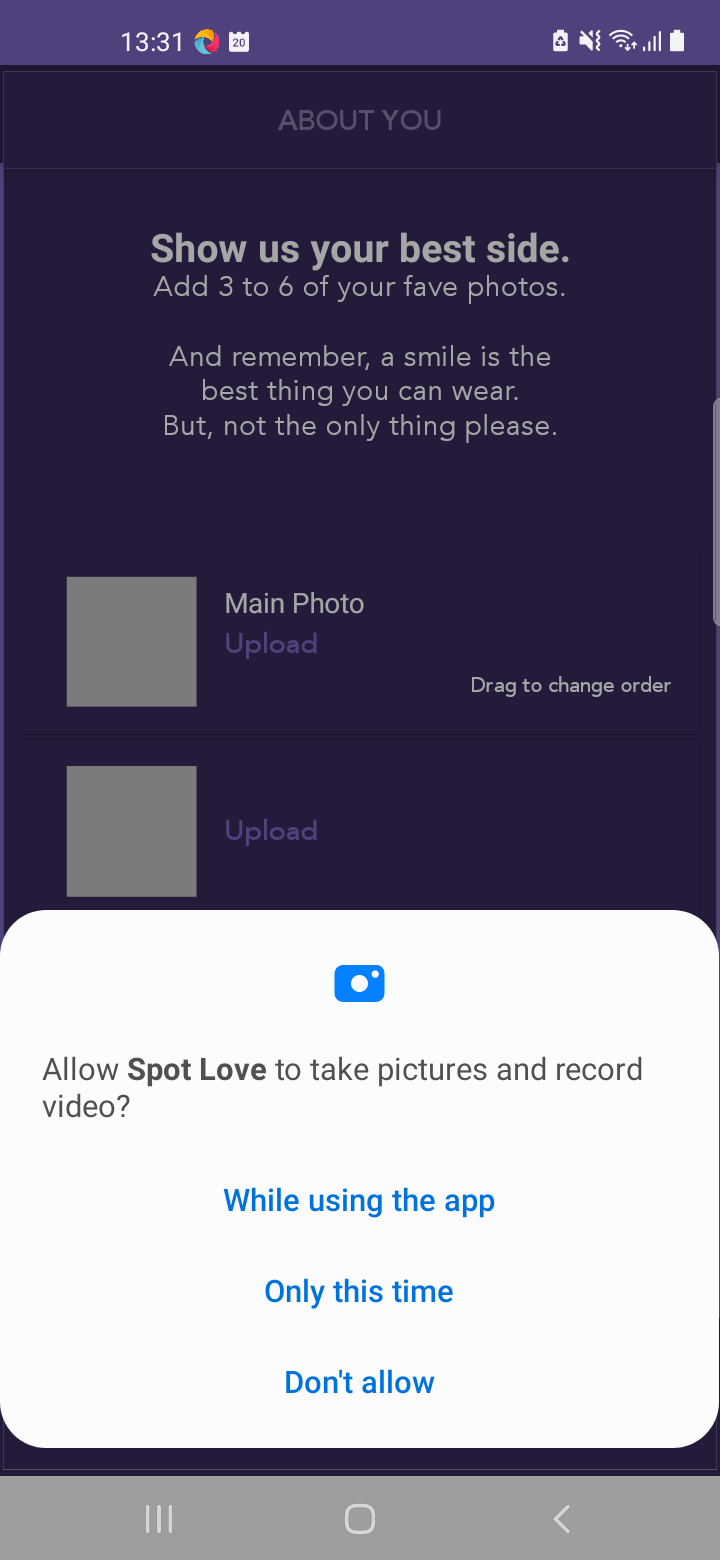 13:31
20
ABOUT YOU
Show us your best side.
Add 3 to 6 of your fave photos.
And remember, a smile is the
best thing you can wear.
But, not the only thing please.
Main Photo
Upload
Drag to change order
Upload
Allow Spot Love to take pictures and record
video?
While using the app
Only this time
Don't allow